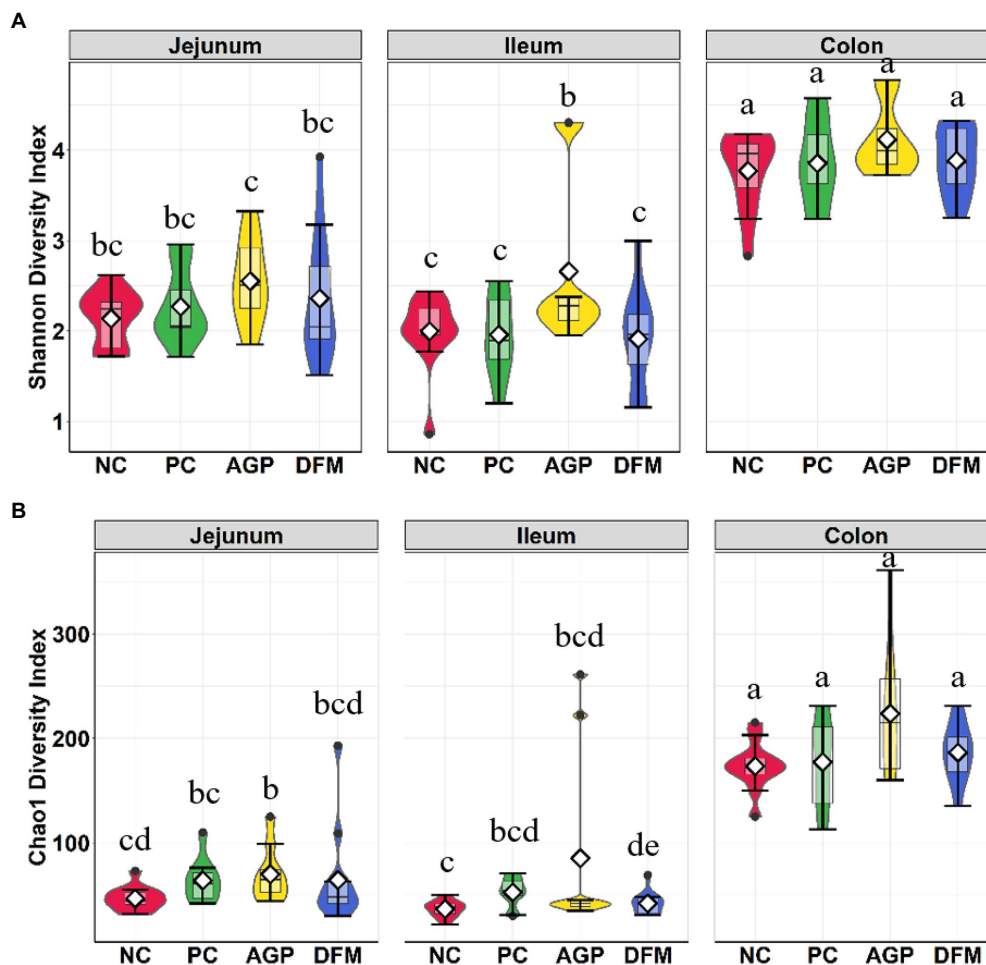 A
Jejunum Ileum Colon
Shannon Diversity Index
4
3
2
1
bc bc c bc
c c b c
a a a a
NC PC AGP DFM NC PC AGP DFM NC PC AGP DFM
B
Jejunum Ileum Colon
Chao1 Diversity Index
300
200
100
cd bc b bcd
c bcd bcd de
a a a a
NC PC AGP DFM NC PC AGP DFM NC PC AGP DFM